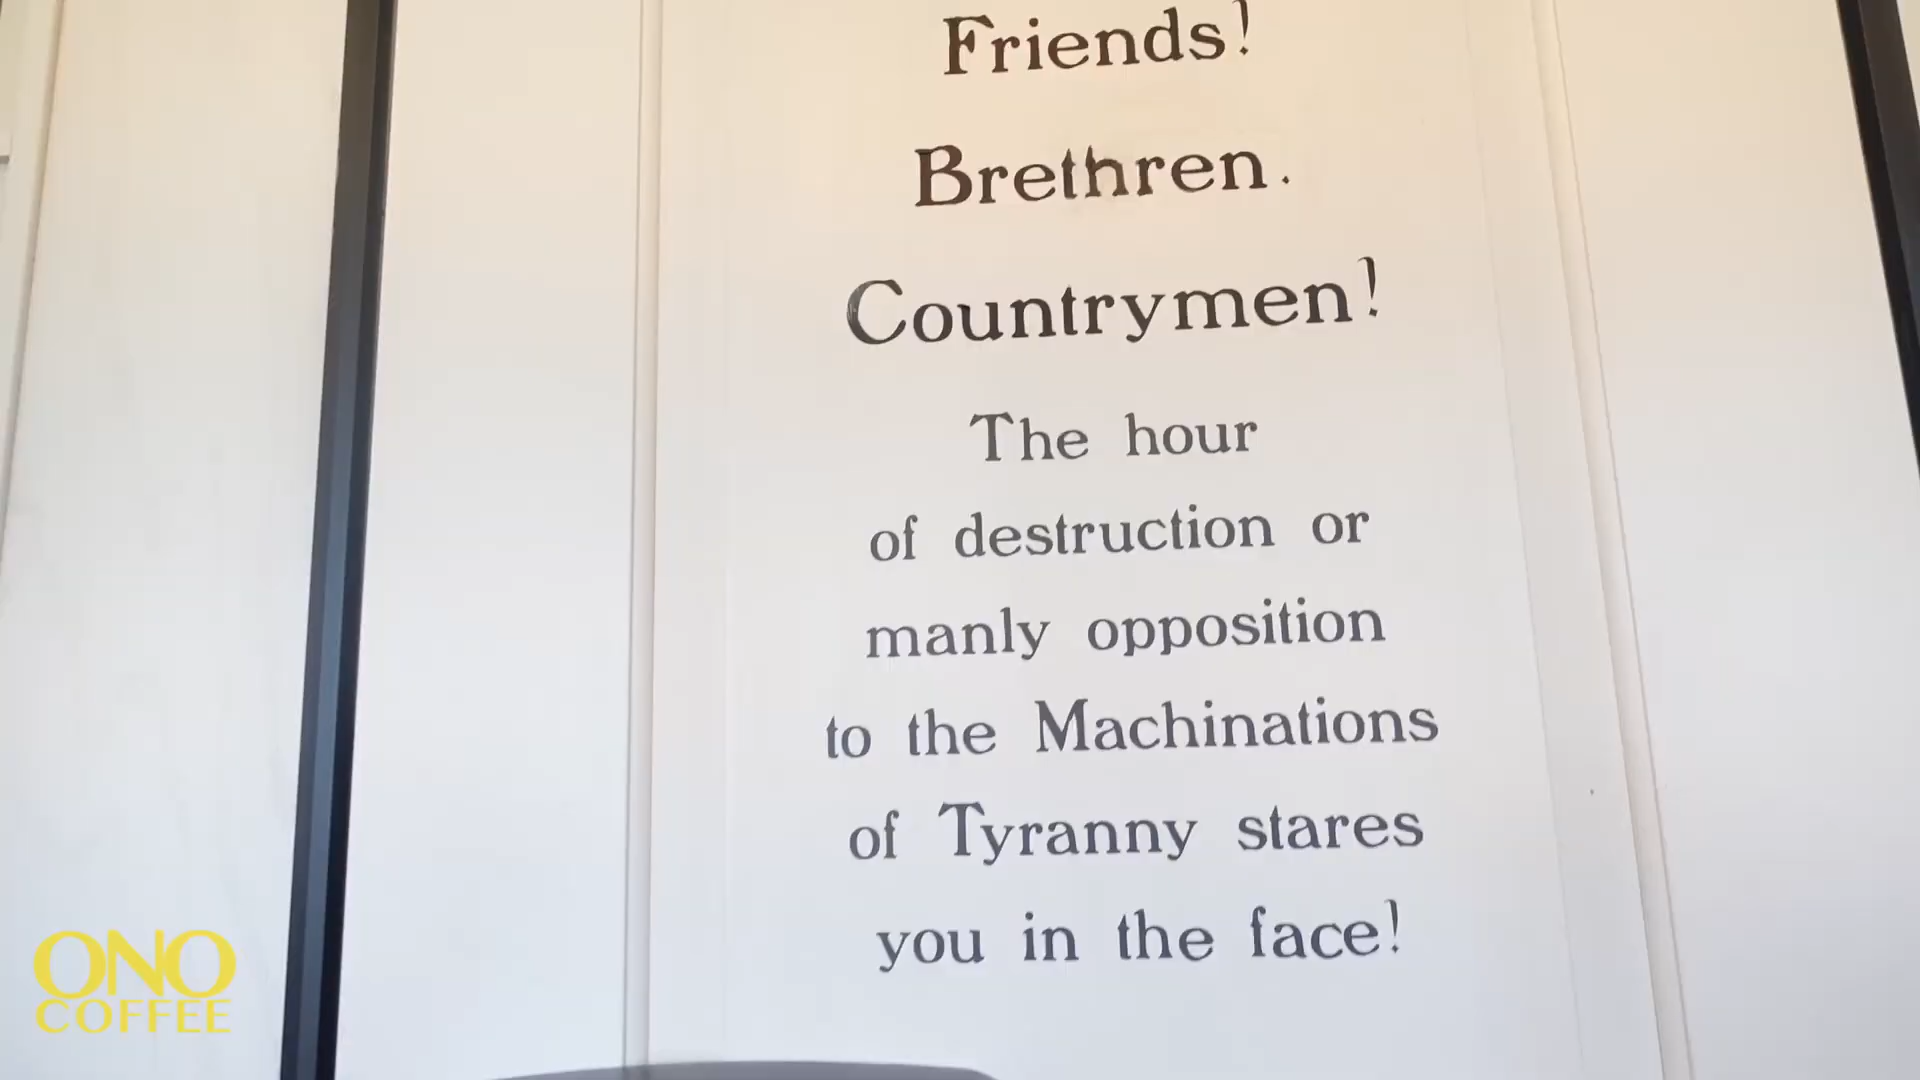 Friends!
Brethren.
Countrymen!
The hour
of destruction or
manly opposition
to the Machinations
of Tyranny stares
you in the face!
ONO
COFFEE